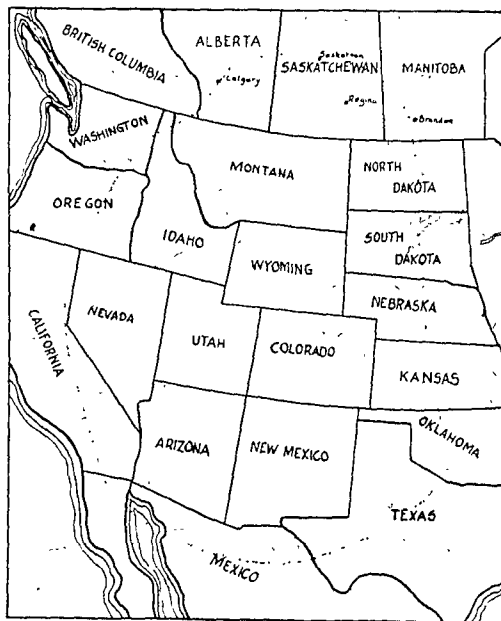 BRITISH COLUMBIA
ALBERTA
Calgary
Saskatoon
SASKATCHEWAN
Regina
MANITOBA
Brandon
WASHINGTON
MONTANA
NORTH
DAKOTA
OREGON
IDAHO
SOUTH
DAKOTA
WYOMING
NEBRASKA
CALIFORNIA
NEVADA
UTAH
COLORADO
KANSAS
OKLAHOMA
ARIZONA
NEW MEXICO
TEXAS
MEXICO